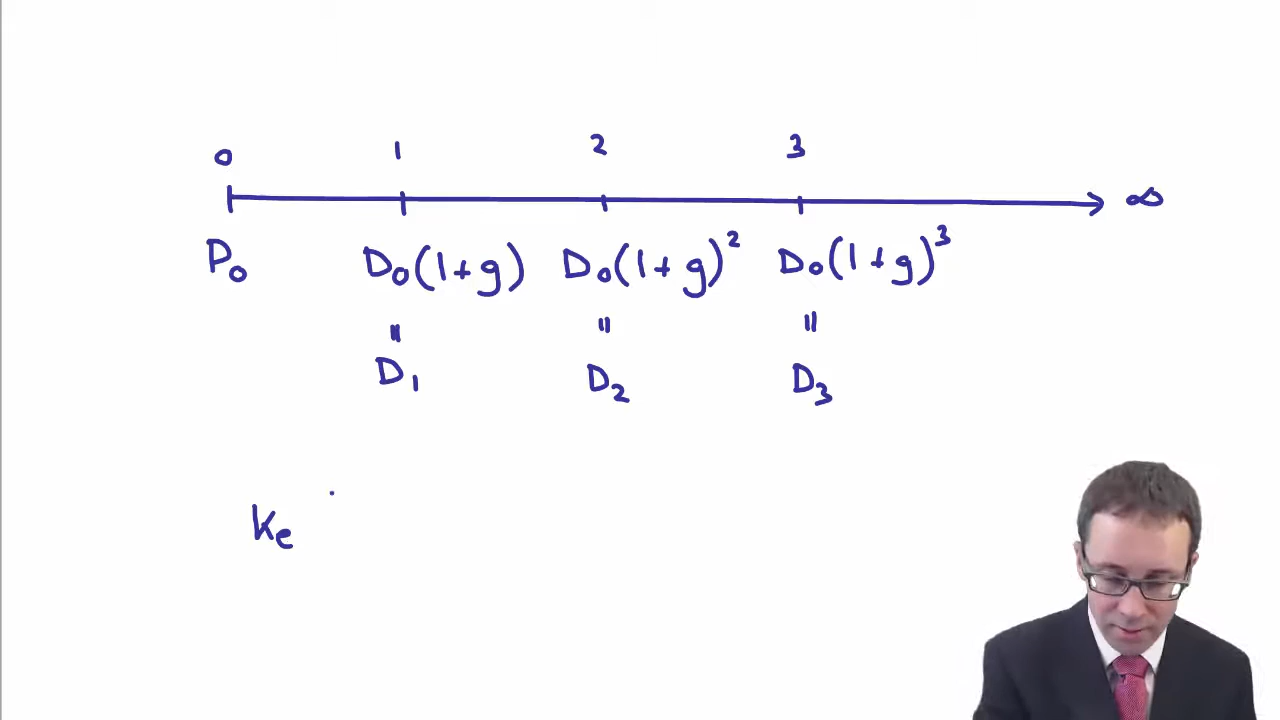 0 1 2 3
∞
P₀ D₀(1+g) D₀(1+g)² D₀(1+g)³
= = =
D₁ D₂ D₃
Ke